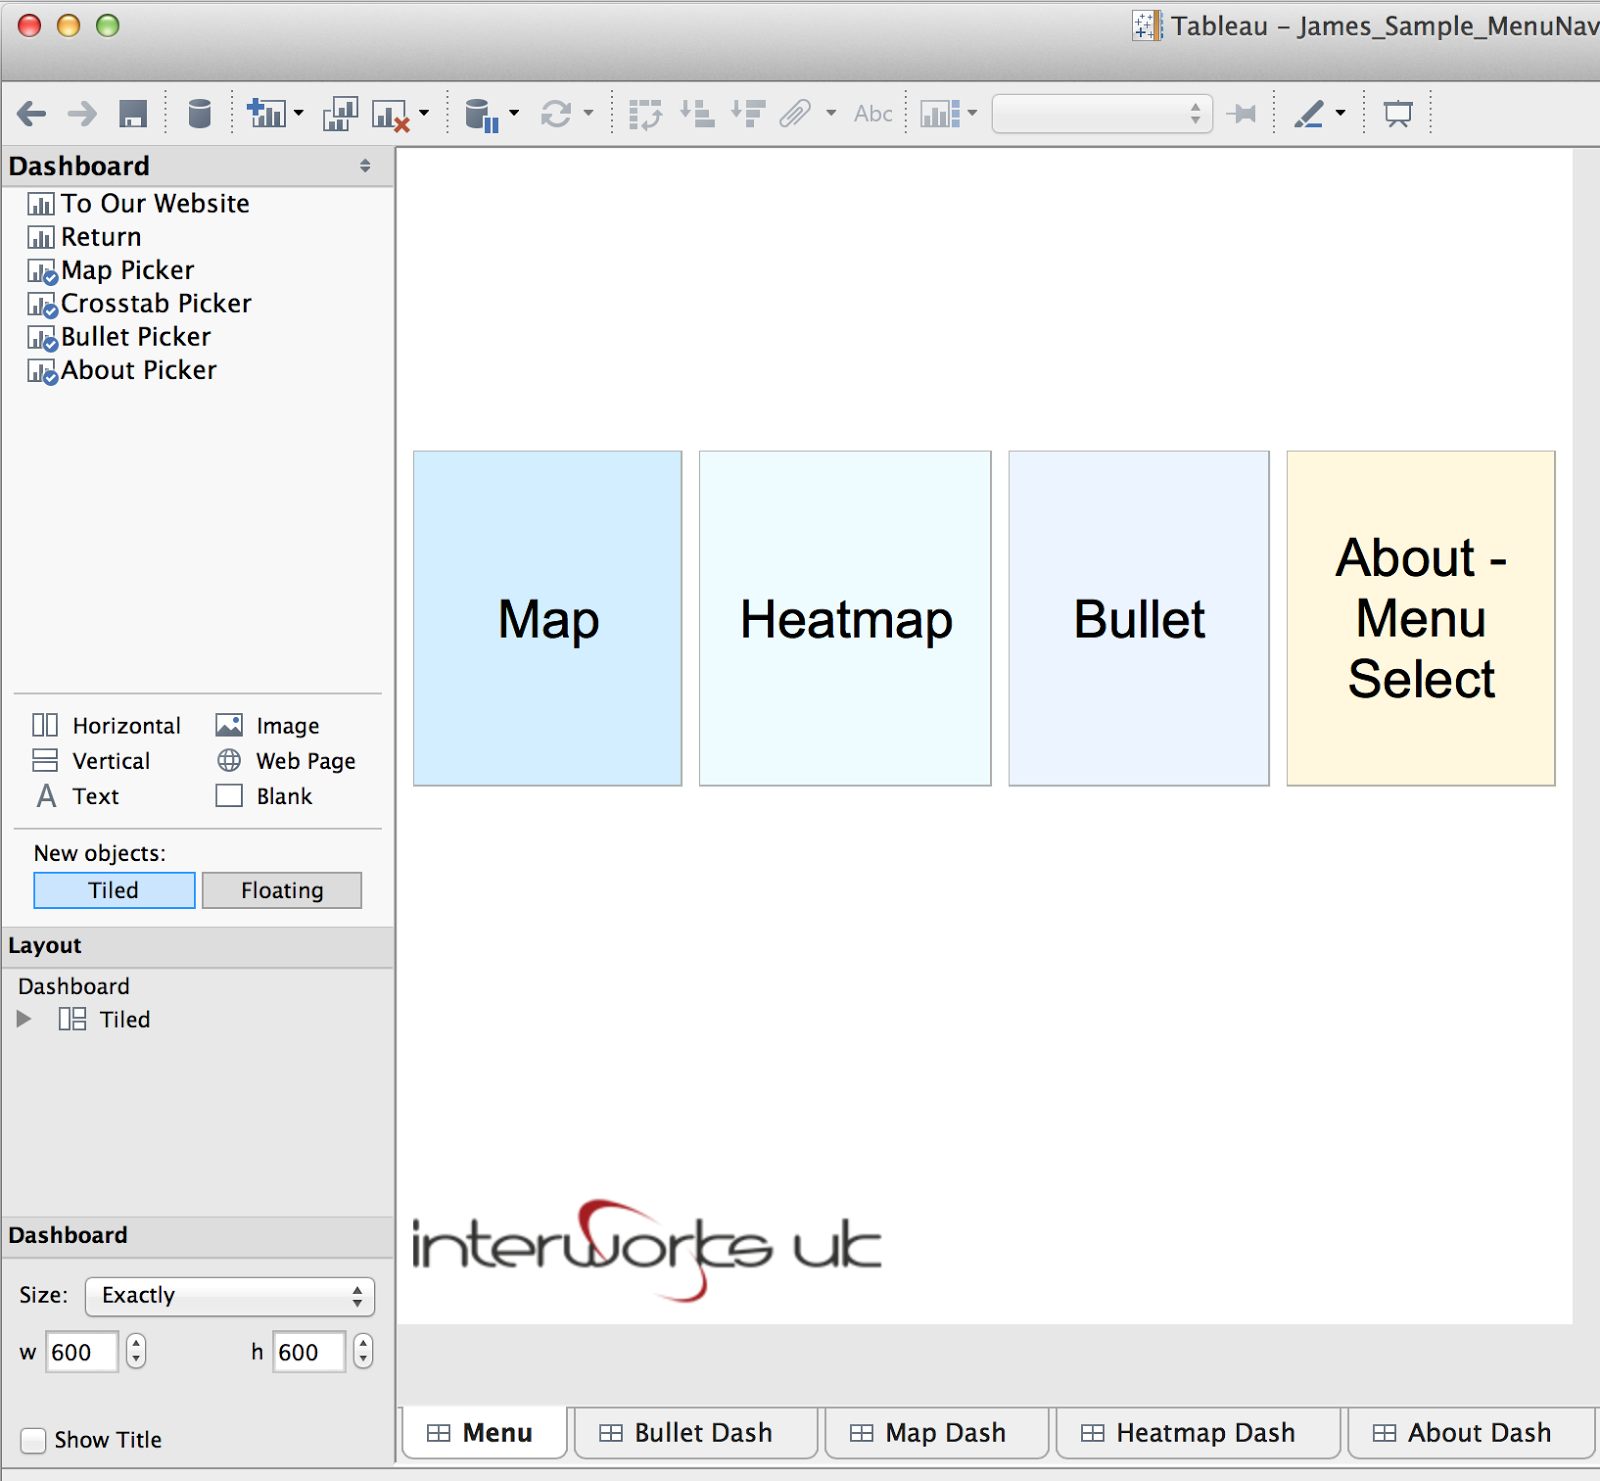 Tableau - James_Sample_MenuNav
Abc
Dashboard
To Our Website
Return
Map Picker
Crosstab Picker
Bullet Picker
About Picker
Horizontal Image
Vertical Web Page
Text Blank
New objects:
Tiled Floating
Layout
Dashboard
Tiled
Dashboard
Size: Exactly
w 600 h 600
Show Title
Map
Heatmap
Bullet
About -
Menu
Select
interworks uk
Menu Bullet Dash Map Dash Heatmap Dash About Dash